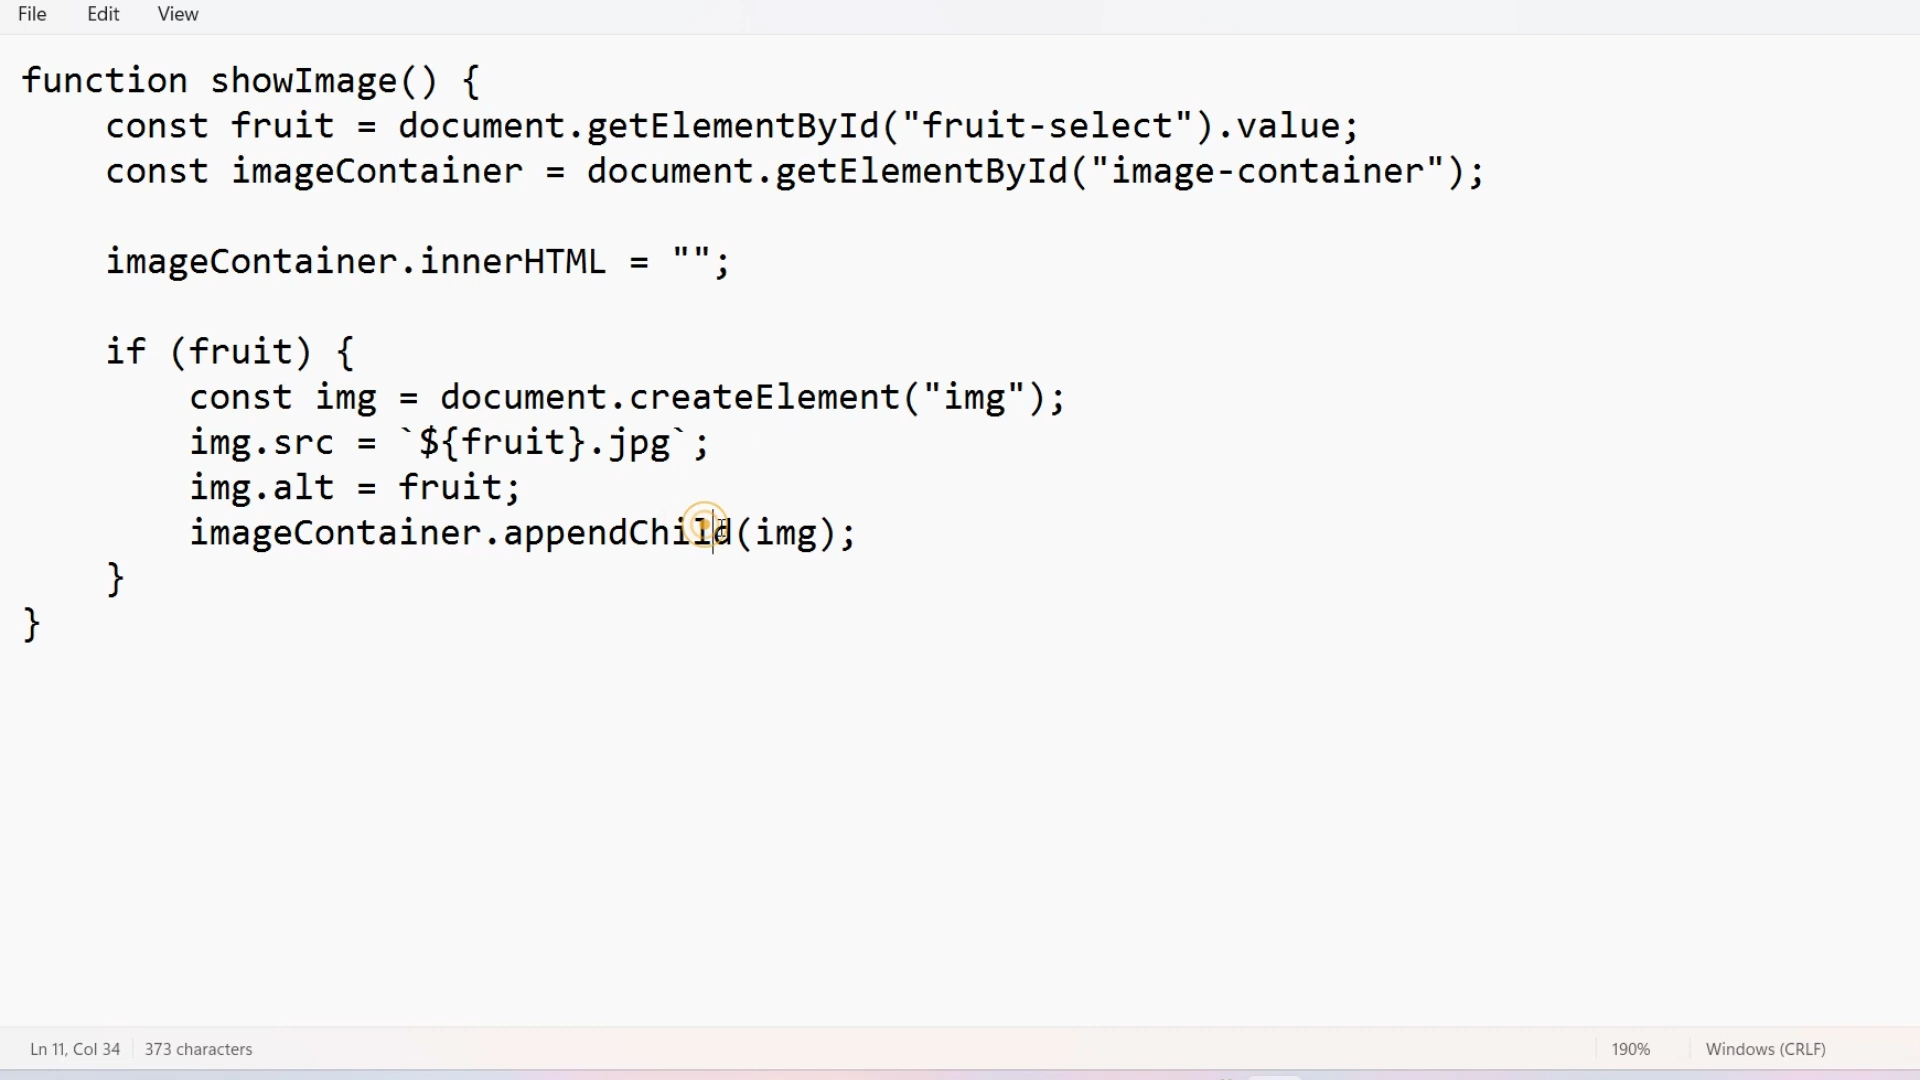 File Edit View
function showImage() {
const fruit = document.getElementById("fruit-select").value;
const imageContainer = document.getElementById("image-container");
imageContainer.innerHTML = "";
if (fruit) {
const img = document.createElement("img");
img.src = `${fruit}.jpg`;
img.alt = fruit;
imageContainer.appendChild(img);
}
}
Ln 11, Col 34 373 characters 190% Windows (CRLF)